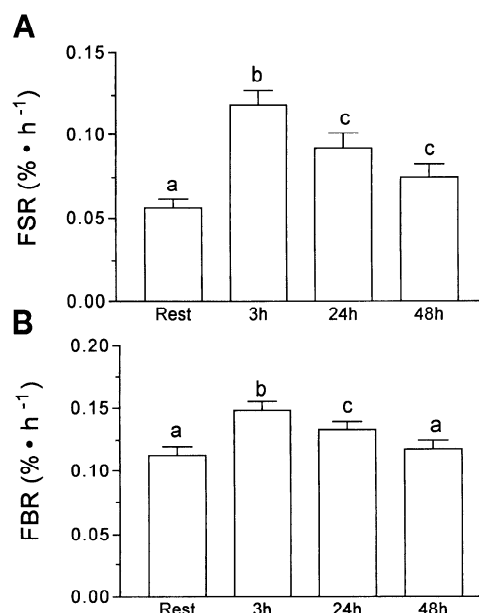 A
0.15
b
FSR (% • h -1)
0.10
c
c
a
0.05
0.00
Rest 3h 24h 48h
B
0.20
b
FBR (% • h -1)
0.15
c
a
a
0.10
0.05
0.00
Rest 3h 24h 48h